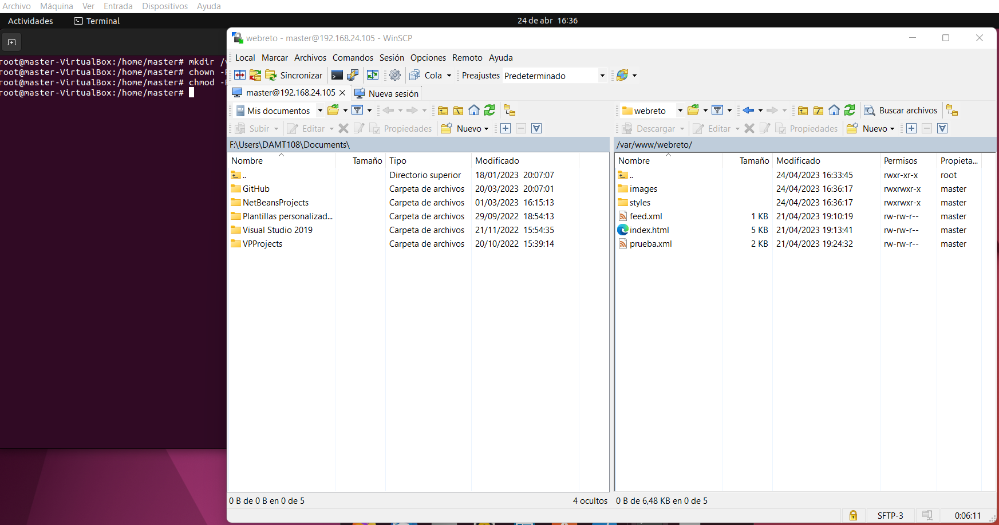 Archivo Máquina Ver Entrada Dispositivos Ayuda
Actividades Terminal 24 de abr 16:36
root@master-VirtualBox:/home/master# mkdir /
root@master-VirtualBox:/home/master# chown -
root@master-VirtualBox:/home/master# chmod -
root@master-VirtualBox:/home/master#
webreto - master@192.168.24.105 - WinSCP
Local Marcar Archivos Comandos Sesión Opciones Remoto Ayuda
Sincronizar Cola Preajustes Predeterminado
master@192.168.24.105 Nueva sesión
Mis documentos webreto Buscar archivos
Subir Editar Propiedades Nuevo Descargar Editar Propiedades Nuevo
F:\Users\DAMT108\Documents\ /var/www/webreto/
Nombre Tamaño Tipo Modificado
.. Directorio superior 18/01/2023 20:07:07
GitHub Carpeta de archivos 20/03/2023 20:07:01
NetBeansProjects Carpeta de archivos 01/03/2023 16:15:13
Plantillas personalizad... Carpeta de archivos 29/09/2022 18:54:13
Visual Studio 2019 Carpeta de archivos 21/11/2022 15:54:35
VPProjects Carpeta de archivos 20/10/2022 15:39:14
Nombre Tamaño Modificado Permisos Propieta...
.. 24/04/2023 16:33:45 rwxr-xr-x root
images 24/04/2023 16:36:17 rwxrwxr-x master
styles 24/04/2023 16:36:17 rwxrwxr-x master
feed.xml 1 KB 21/04/2023 19:10:19 rw-rw-r-- master
index.html 5 KB 21/04/2023 19:13:41 rw-rw-r-- master
prueba.xml 2 KB 21/04/2023 19:24:32 rw-rw-r-- master
0 B de 0 B en 0 de 5 4 ocultos 0 B de 6,48 KB en 0 de 5
SFTP-3 0:06:11